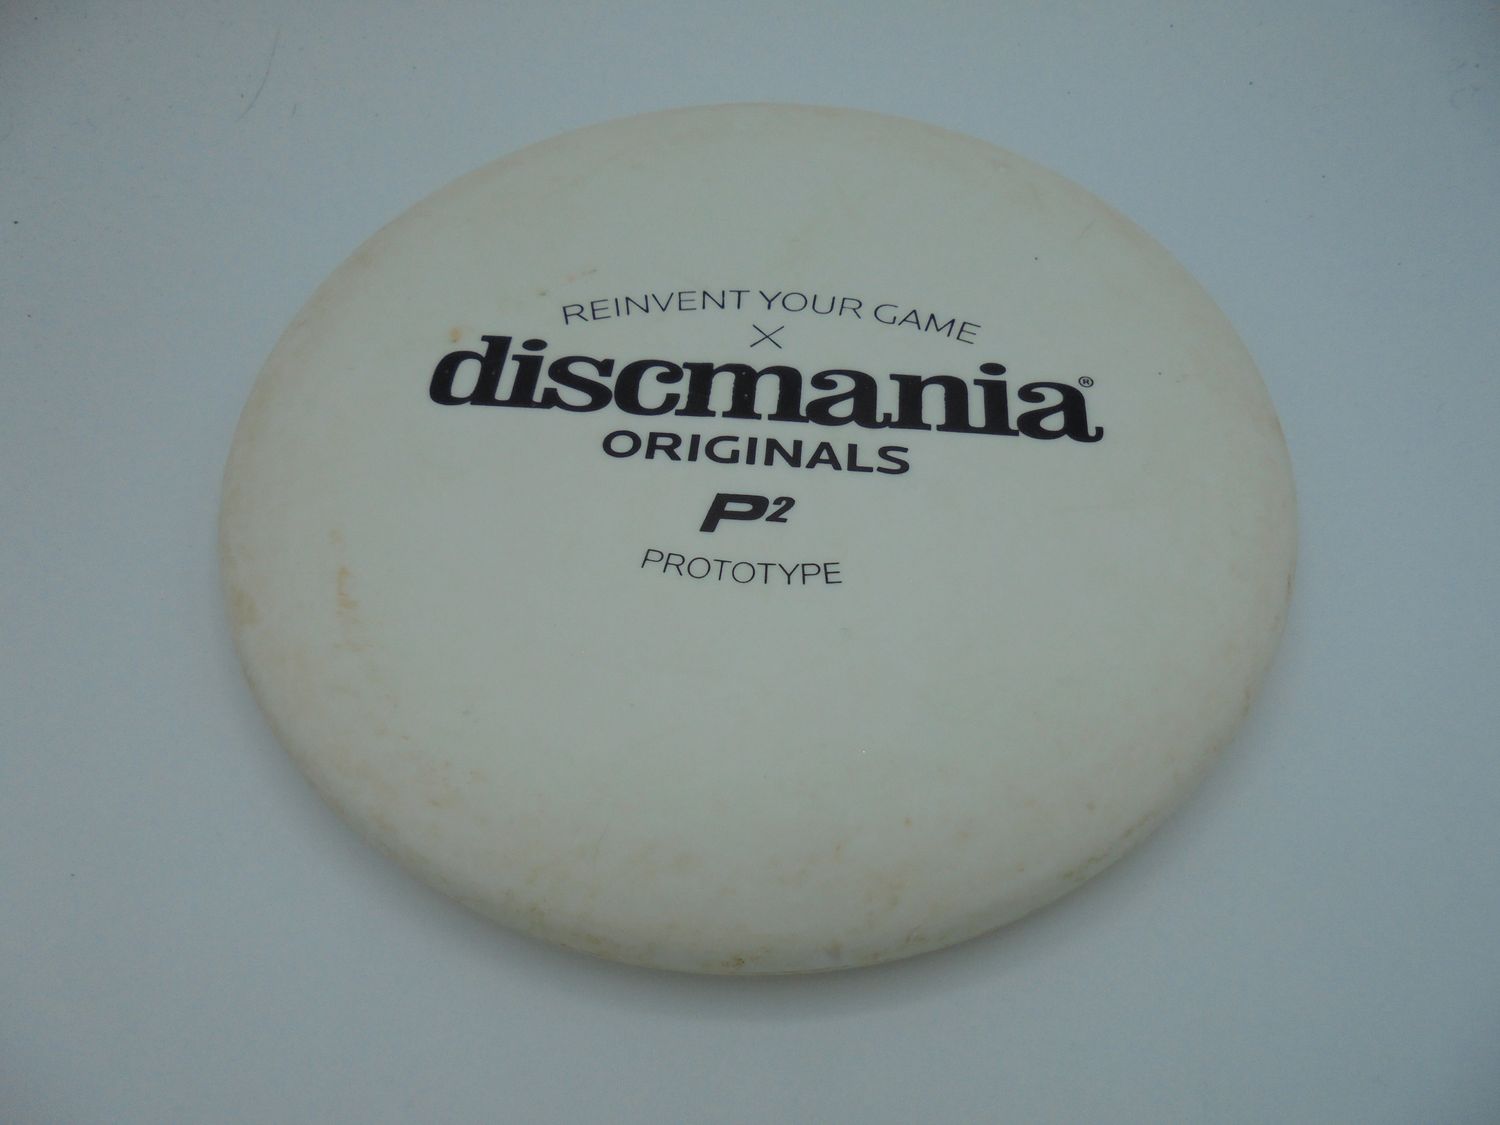 REINVENT YOUR GAME
X
discmania®
ORIGINALS
P²
PROTOTYPE